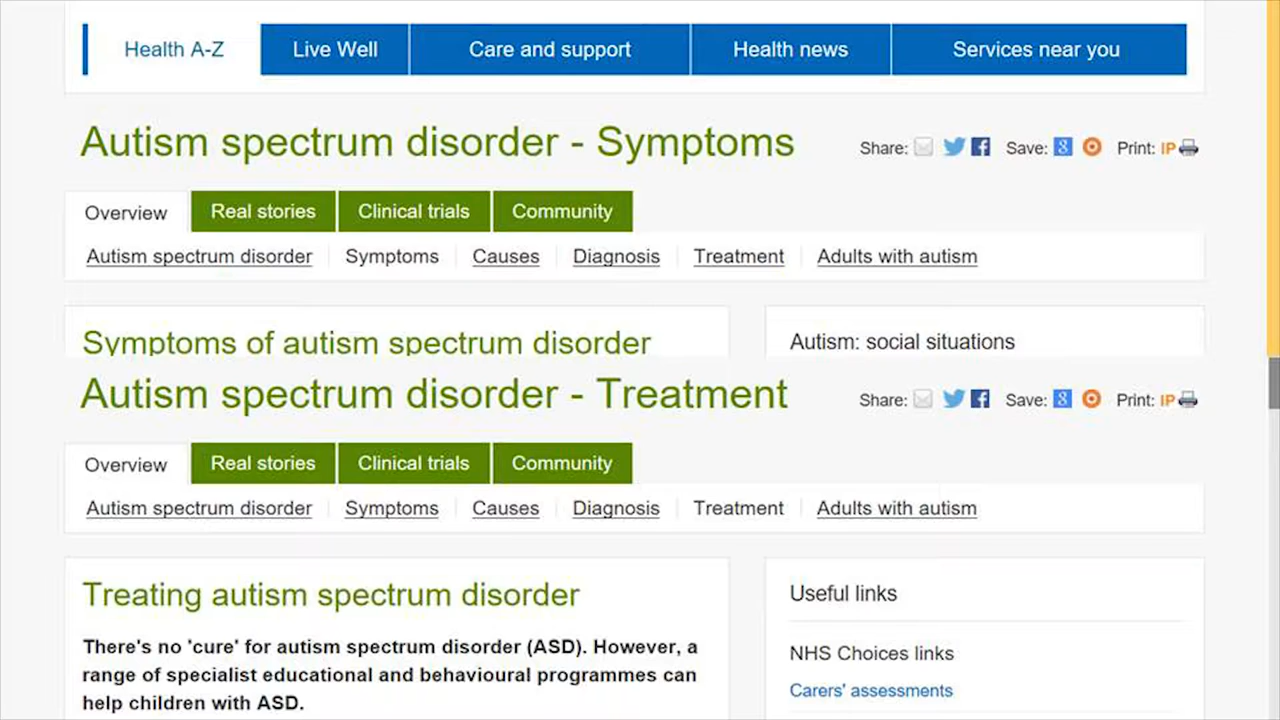 Health A-Z Live Well Care and support Health news Services near you
Autism spectrum disorder - Symptoms Share: Save: 8 Print: IP
Overview Real stories Clinical trials Community
Autism spectrum disorder Symptoms Causes Diagnosis Treatment Adults with autism
Symptoms of autism spectrum disorder
Autism: social situations
Autism spectrum disorder - Treatment Share: Save: 8 Print: IP
Overview Real stories Clinical trials Community
Autism spectrum disorder Symptoms Causes Diagnosis Treatment Adults with autism
Treating autism spectrum disorder
There's no 'cure' for autism spectrum disorder (ASD). However, a
range of specialist educational and behavioural programmes can
help children with ASD.
Useful links
NHS Choices links
Carers' assessments